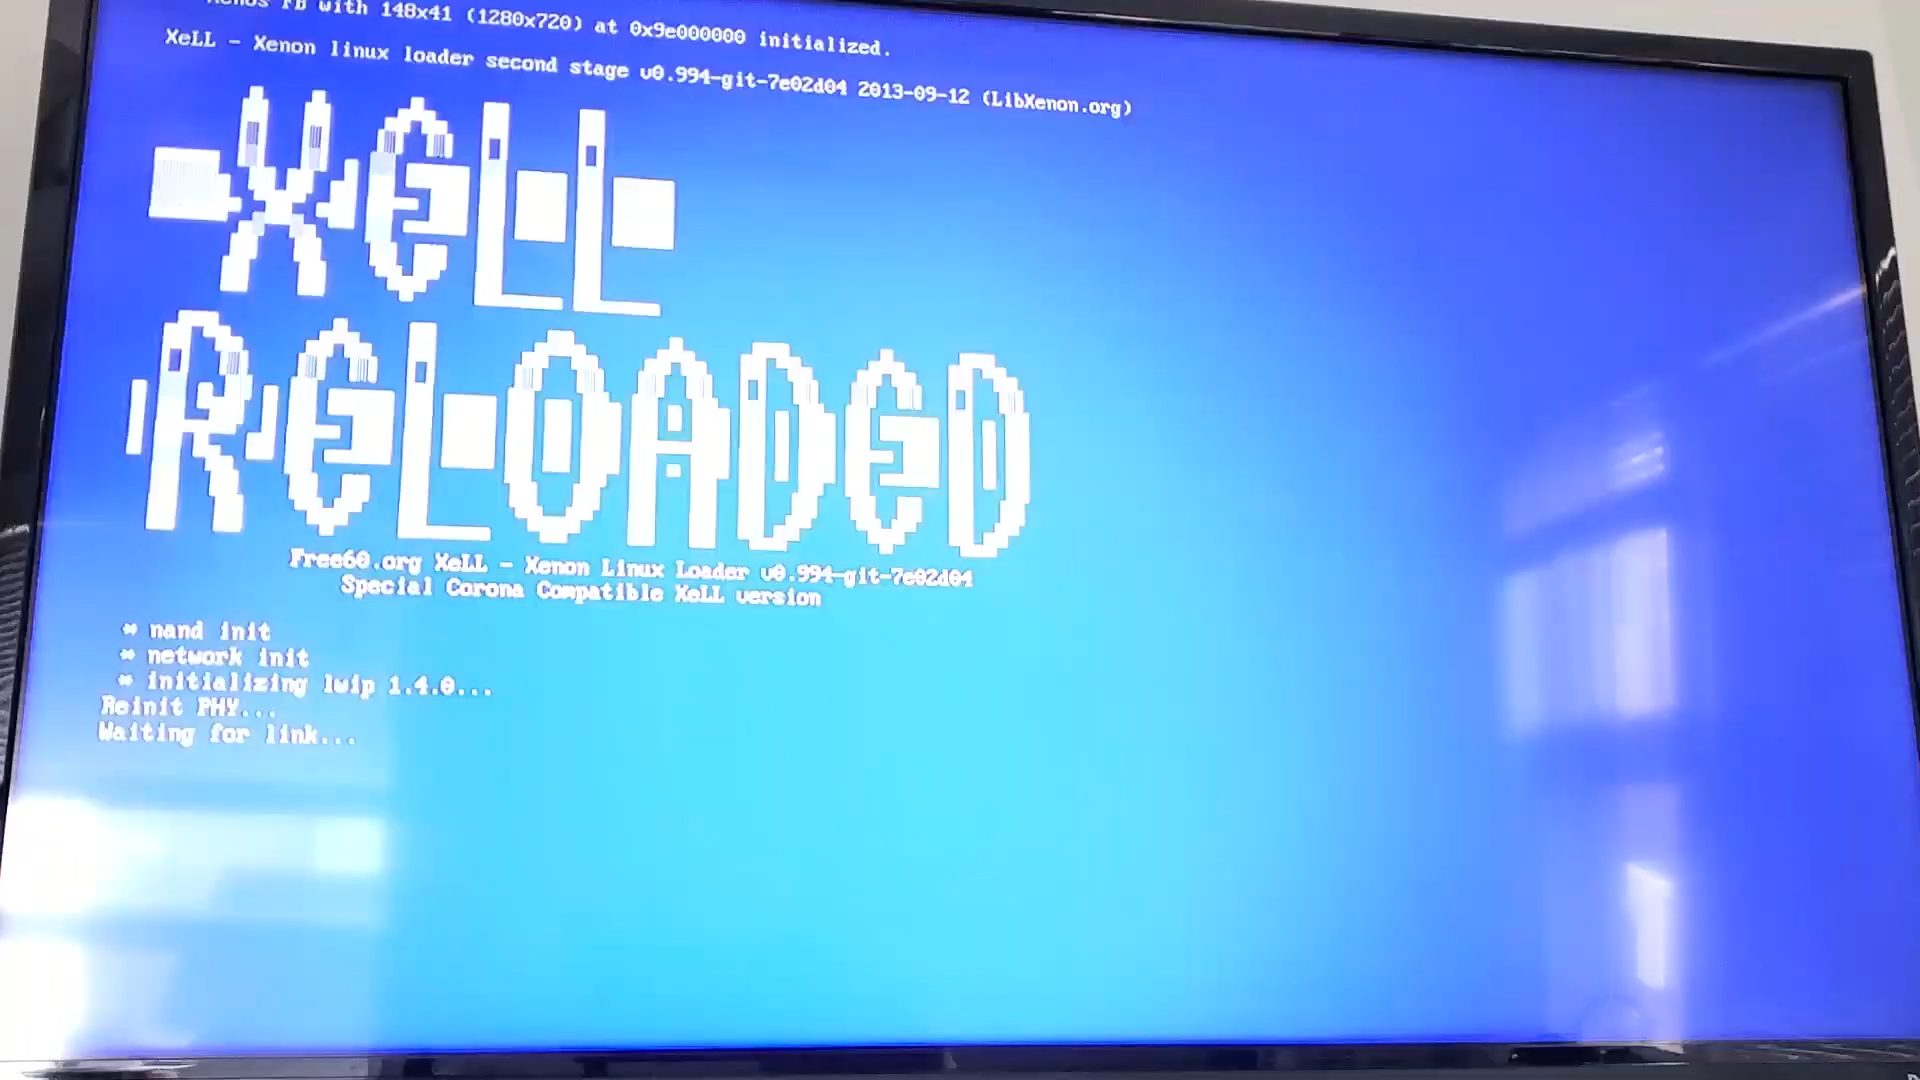 FB with 148x41 (1280x720) at 0x9e000000 initialized.
XeLL - Xenon linux loader second stage v0.994-git-7e02d04 2013-09-12 (LibXenon.org)
XeLL
ReLOADeD
Free60.org XeLL - Xenon Linux Loader v0.994-git-7e02d04
Special Corona Compatible XeLL version
* nand init
* network init
* initializing lwip 1.4.0...
Reinit PHY...
Waiting for link...